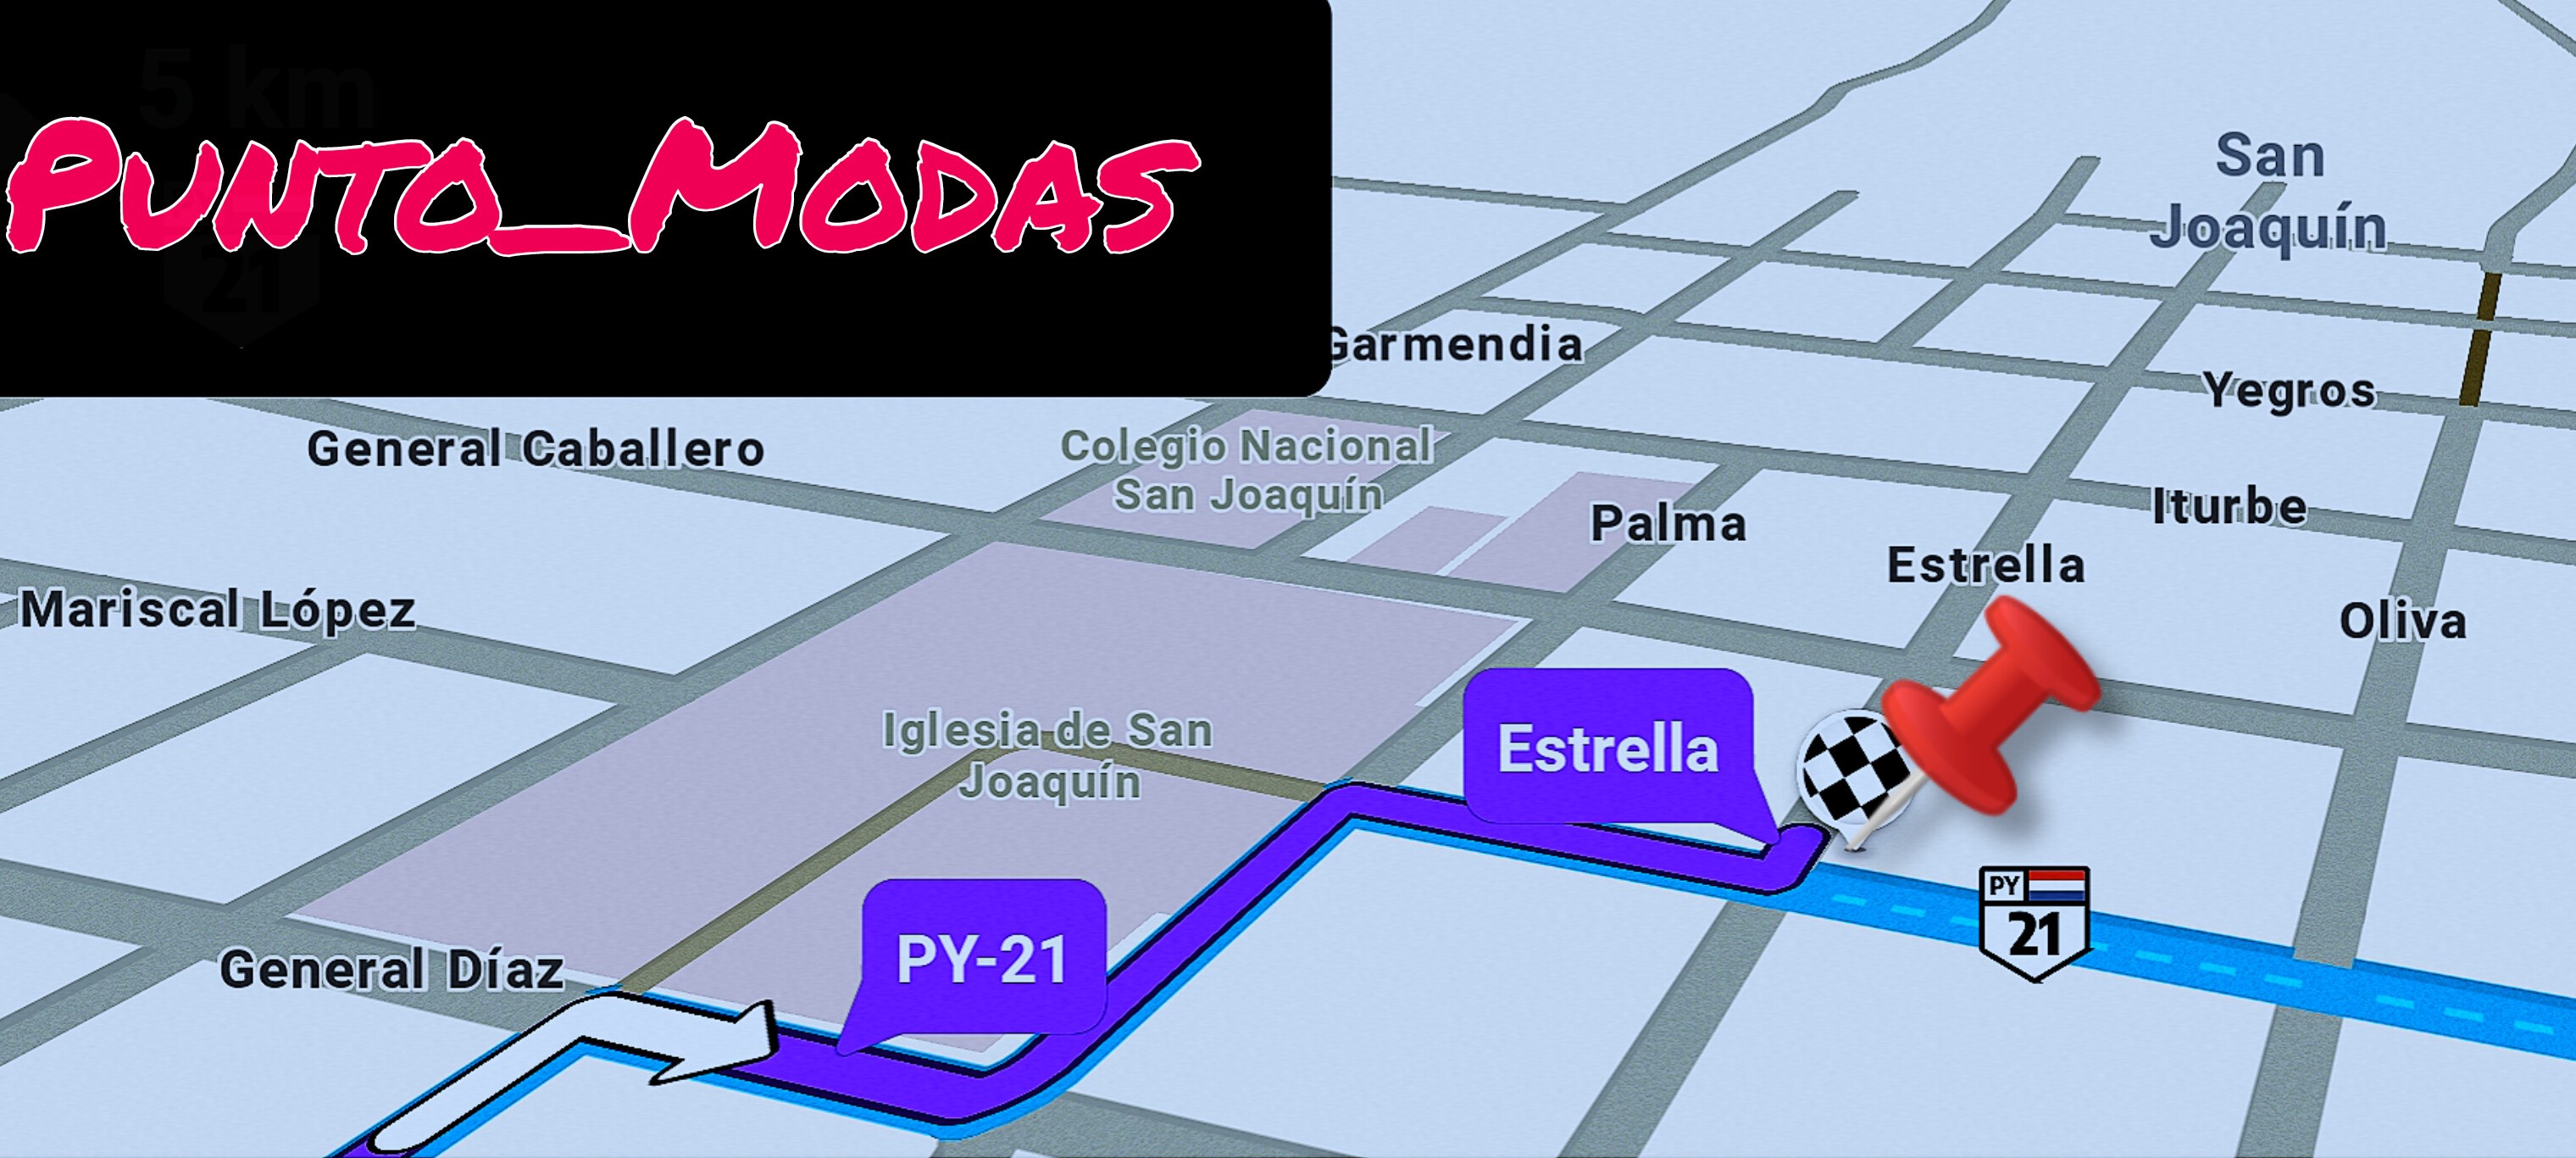 5 km
Punto_Modas
21
San
Joaquín
Garmendia
Yegros
General Caballero
Colegio Nacional
San Joaquín
Iturbe
Palma
Estrella
Mariscal López
Oliva
Iglesia de San
Joaquín
Estrella
PY
21
PY-21
General Díaz